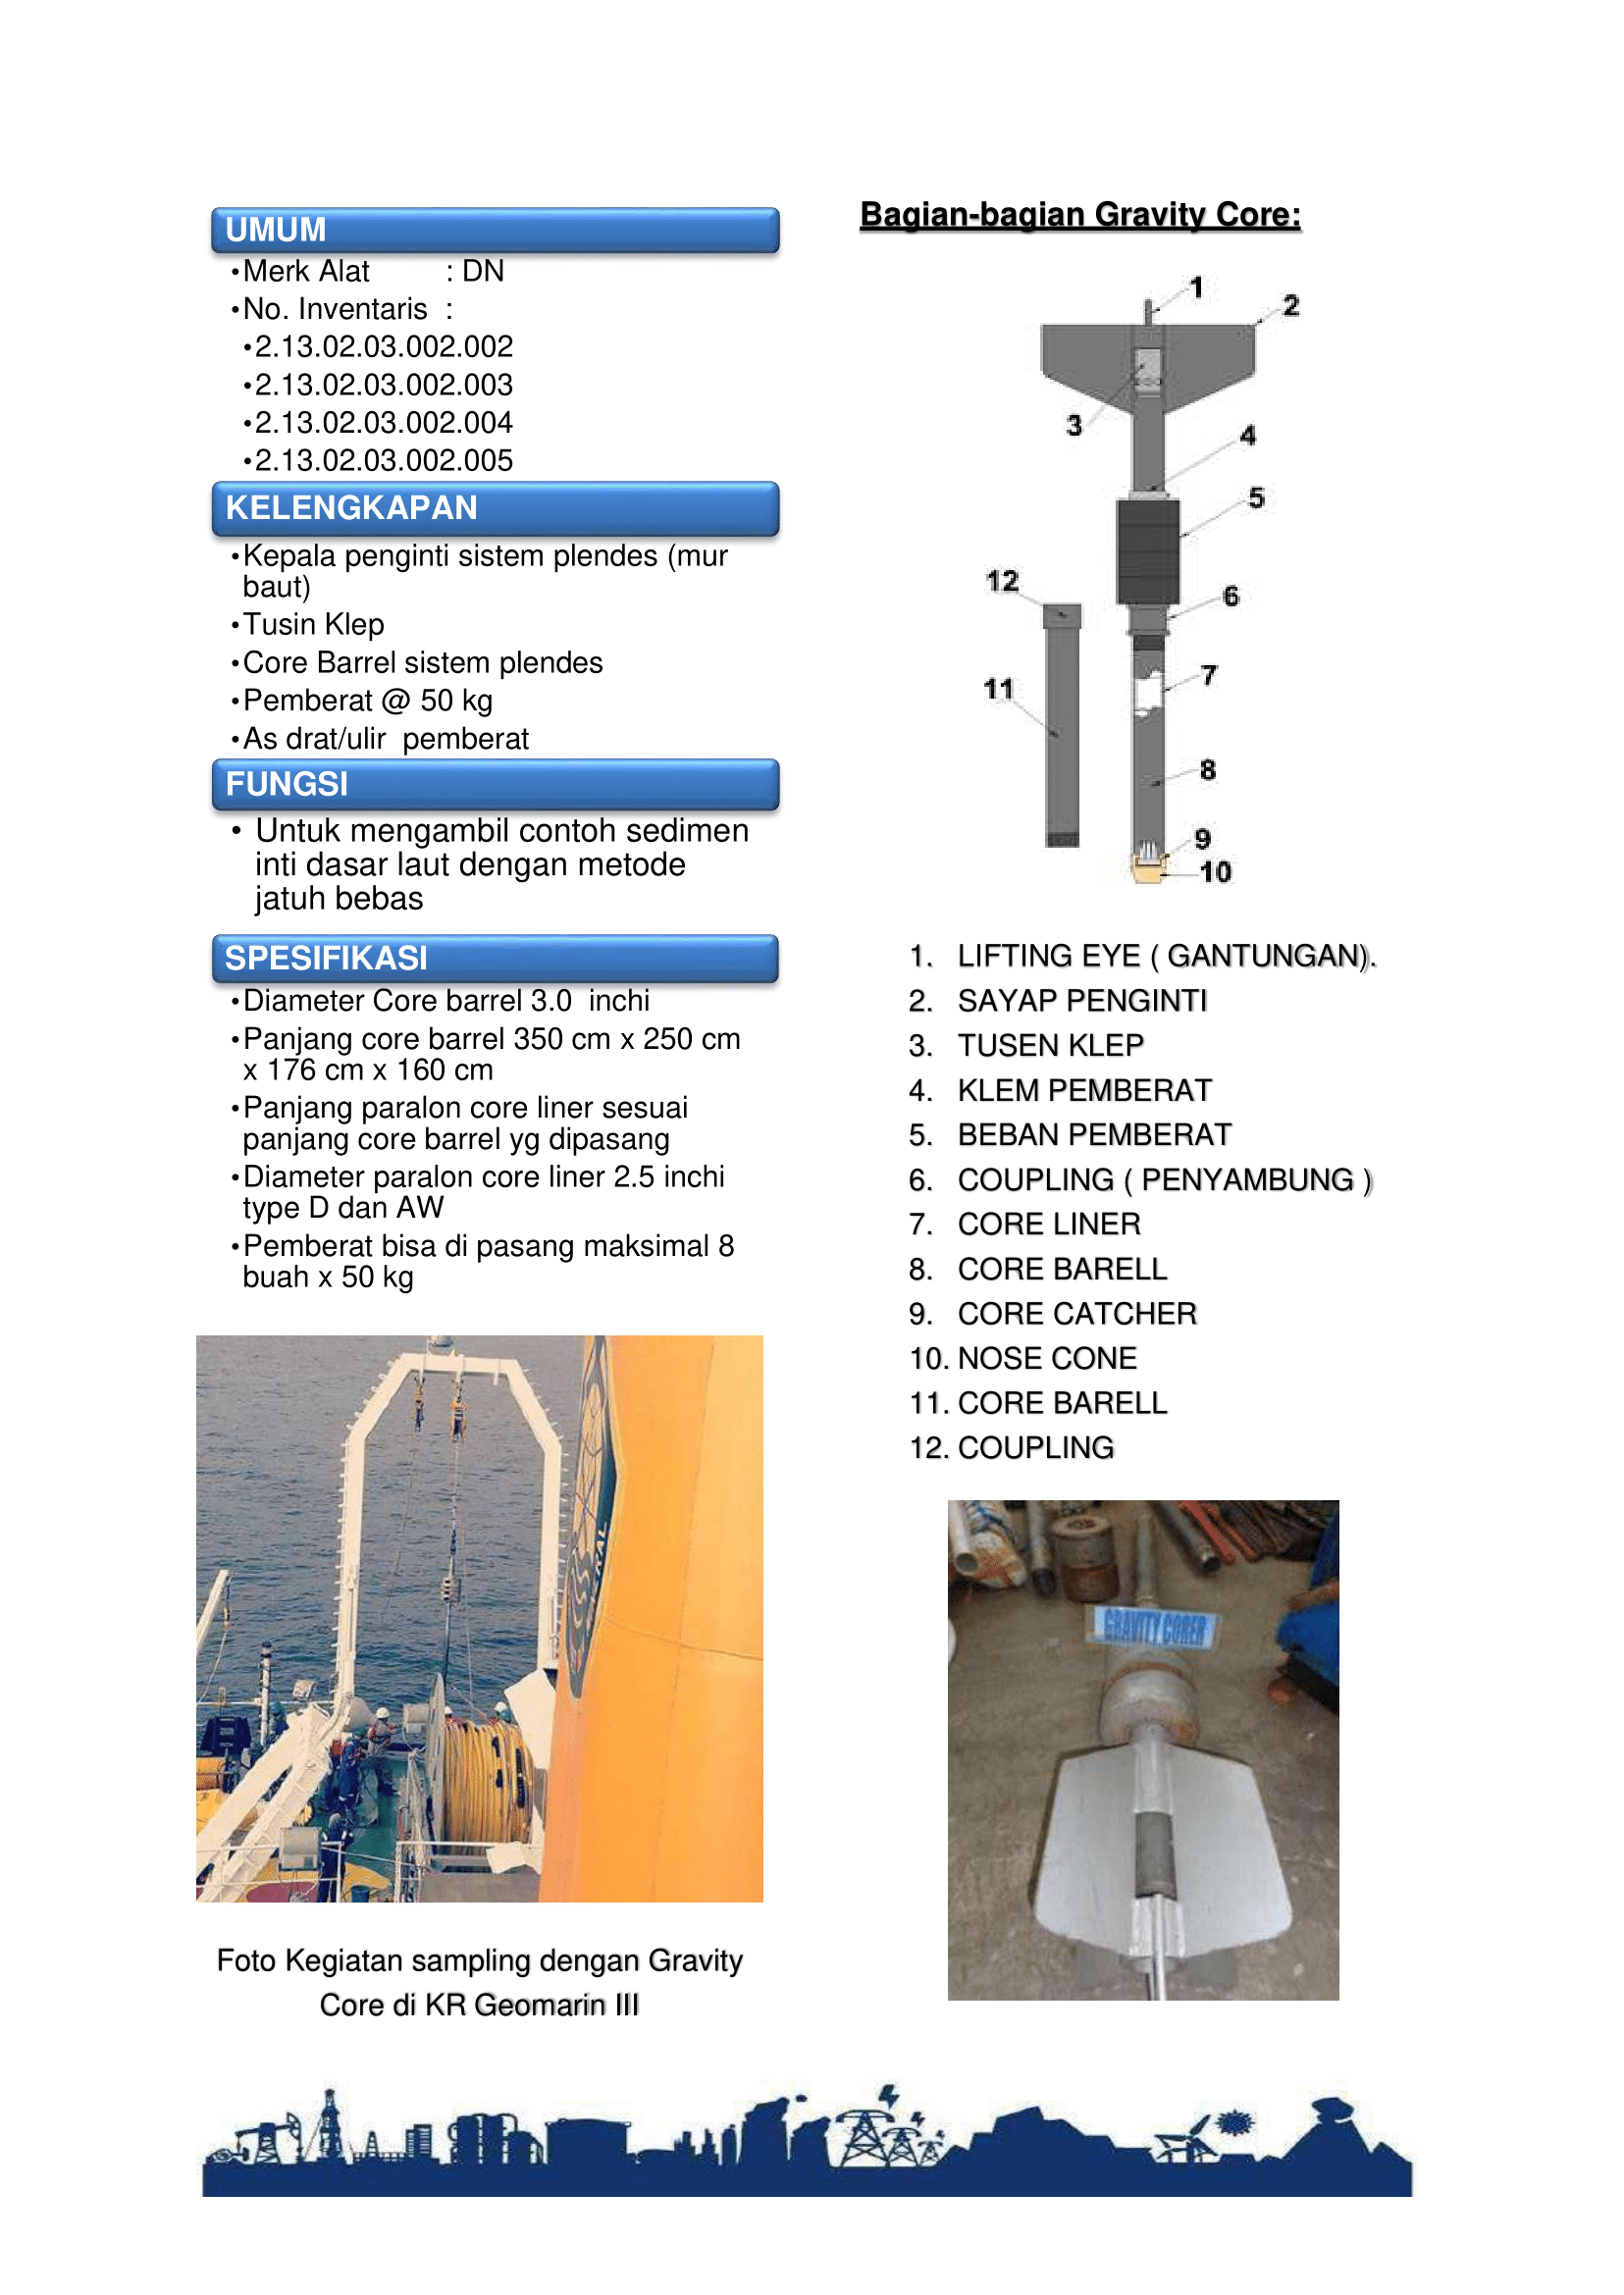 UMUM
•Merk Alat : DN
•No. Inventaris :
•2.13.02.03.002.002
•2.13.02.03.002.003
•2.13.02.03.002.004
•2.13.02.03.002.005
KELENGKAPAN
•Kepala penginti sistem plendes (mur
baut)
•Tusin Klep
•Core Barrel sistem plendes
•Pemberat @ 50 kg
•As drat/ulir pemberat
FUNGSI
• Untuk mengambil contoh sedimen
inti dasar laut dengan metode
jatuh bebas
SPESIFIKASI
•Diameter Core barrel 3.0 inchi
•Panjang core barrel 350 cm x 250 cm
x 176 cm x 160 cm
•Panjang paralon core liner sesuai
panjang core barrel yg dipasang
•Diameter paralon core liner 2.5 inchi
type D dan AW
•Pemberat bisa di pasang maksimal 8
buah x 50 kg
Foto Kegiatan sampling dengan Gravity
Core di KR Geomarin III
Bagian-bagian Gravity Core:
1
2
3
4
5
12
6
7
11
8
9
10
1. LIFTING EYE ( GANTUNGAN).
2. SAYAP PENGINTI
3. TUSEN KLEP
4. KLEM PEMBERAT
5. BEBAN PEMBERAT
6. COUPLING ( PENYAMBUNG )
7. CORE LINER
8. CORE BARELL
9. CORE CATCHER
10. NOSE CONE
11. CORE BARELL
12. COUPLING
GRAVITY CORER